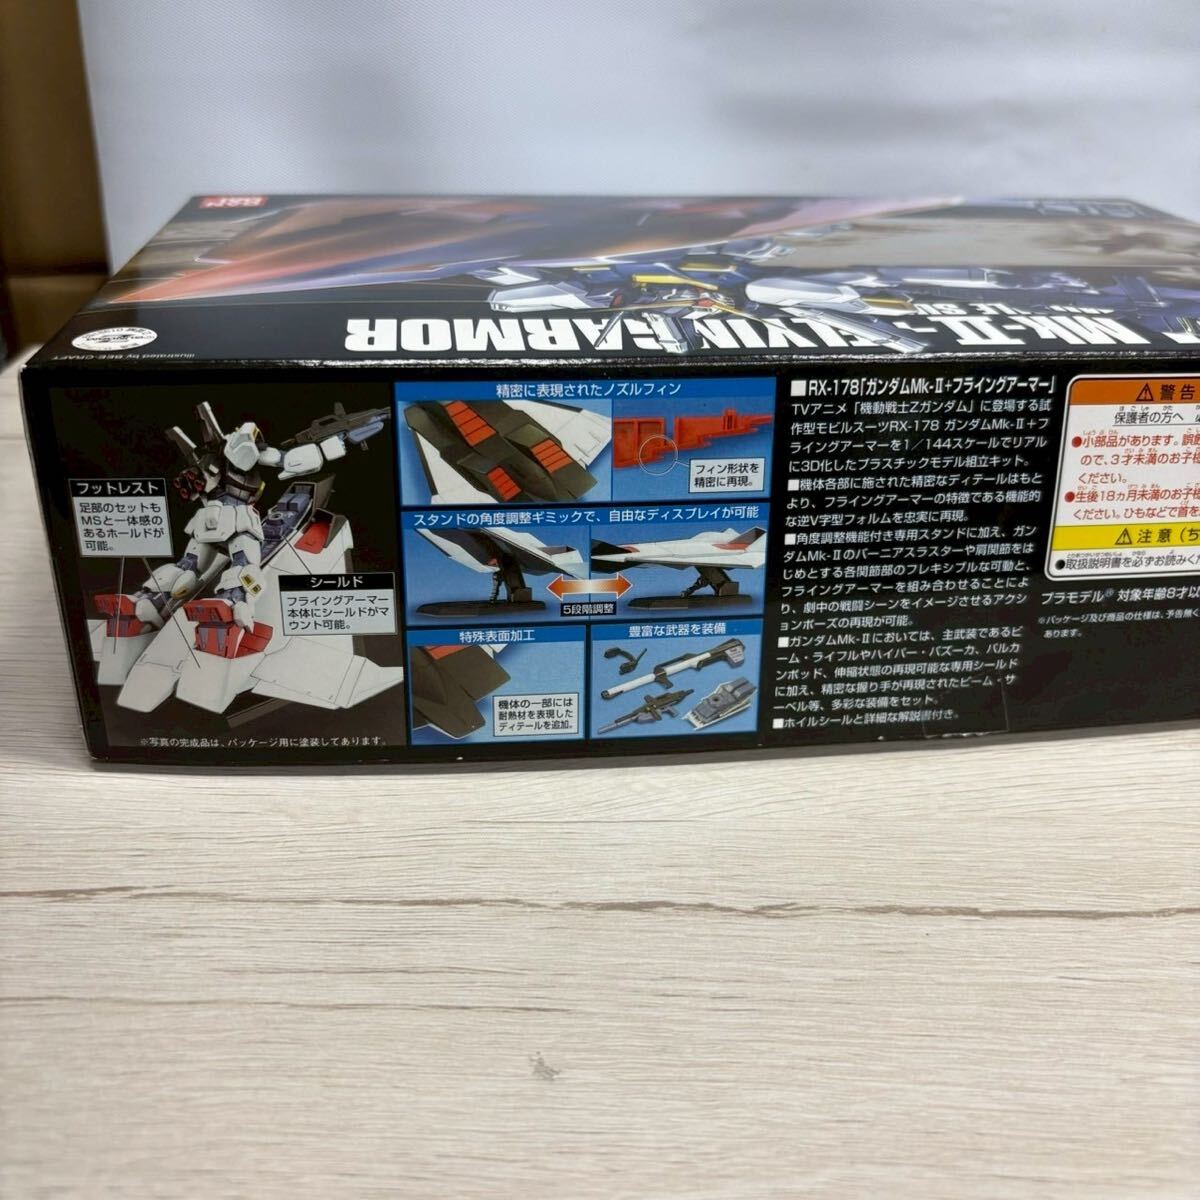 BAN
DAI
Mk-II+
FLYING ARMOR
Illustrated by BEE-CRAFT
フットレスト
足部のセットも
MSと一体感の
あるホールドが
可能。
シールド
フライングアーマー
本体にシールドがマ
ウント可能。
※写真の完成品は、パッケージ用に塗装してあります。
精密に表現されたノズルフィン
フィン形状を
精密に再現。
スタンドの角度調整ギミックで、自由なディスプレイが可能
5段階調整
特殊表面加工
機体の一部には
耐熱材を表現した
ディテールを追加。
豊富な武器を装備
■RX-178「ガンダムMk-II+フライングアーマー」
TVアニメ「機動戦士Zガンダム」に登場する試
作型モビルスーツRX-178 ガンダムMk-II+フ
ライングアーマーを1/144スケールでリアル
に3D化したプラスチックモデル組立キット。
■機体各部に施された精密なディテールはもと
より、フライングアーマーの特徴である機能的
な逆V字型フォルムを忠実に再現。
■角度調整機能付き専用スタンドに加え、ガン
ダムMk-IIのバーニアスラスターや肩関節をは
じめとする各関節部のフレキシブルな可動と、
フライングアーマーを組み合わせることによ
り、劇中の戦闘シーンをイメージさせるアクシ
ョンポーズの再現が可能。
■ガンダムMk-IIにおいては、主武装であるビ
ーム・ライフルやハイパー・バズーカ、バルカ
ンポッド、伸縮状態の再現可能な専用シールド
に加え、精密な握り手が再現されたビーム・サ
ーベル等、多彩な装備をセット。
■ホイルシールと詳細な解説書付き。
警告
保護者の方へ
●小部品があります。誤飲
ので、3才未満のお子様
ください。
●生後18ヵ月未満のお子様
ください。ひもなどで首を
注意
●取扱説明書を必ずお読みく
プラモデル® 対象年齢8才以
※パッケージ及び商品の仕様は、予告無く
あります。